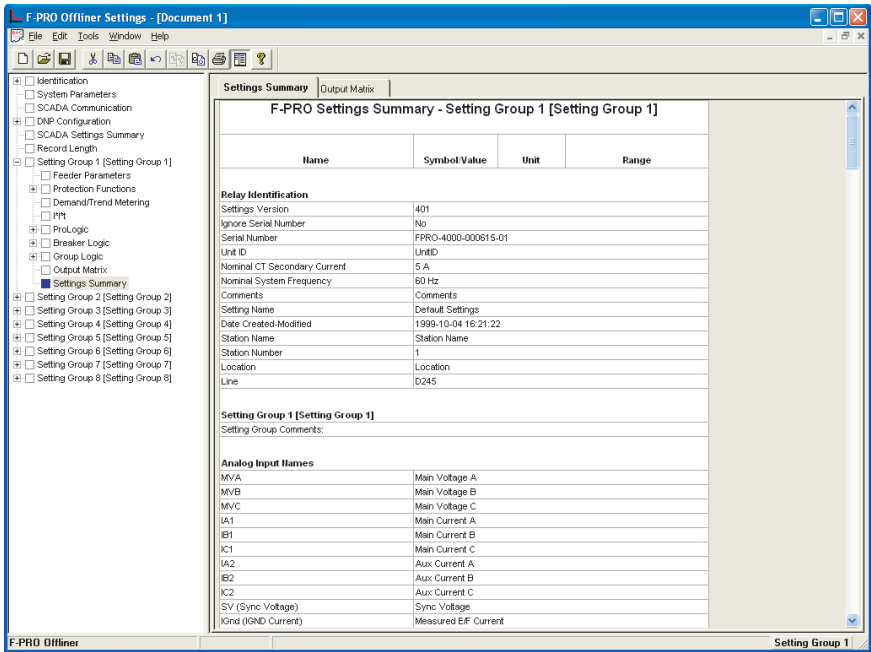 F-PRO Offliner Settings - [Document 1]
File Edit Tools Window Help
Identification
System Parameters
SCADA Communication
DNP Configuration
SCADA Settings Summary
Record Length
Setting Group 1 [Setting Group 1]
Feeder Parameters
Protection Functions
Demand/Trend Metering
I*I*t
ProLogic
Breaker Logic
Group Logic
Output Matrix
Settings Summary
Setting Group 2 [Setting Group 2]
Setting Group 3 [Setting Group 3]
Setting Group 4 [Setting Group 4]
Setting Group 5 [Setting Group 5]
Setting Group 6 [Setting Group 6]
Setting Group 7 [Setting Group 7]
Setting Group 8 [Setting Group 8]
Settings Summary Output Matrix
F-PRO Settings Summary - Setting Group 1 [Setting Group 1]
Name Symbol/Value Unit Range
Relay Identification
Settings Version 401
Ignore Serial Number No
Serial Number FPRO-4000-000615-01
Unit ID UnitID
Nominal CT Secondary Current 5 A
Nominal System Frequency 60 Hz
Comments Comments
Setting Name Default Settings
Date Created-Modified 1999-10-04 16:21:22
Station Name Station Name
Station Number 1
Location Location
Line D245
Setting Group 1 [Setting Group 1]
Setting Group Comments:
Analog Input Names
MVA Main Voltage A
MVB Main Voltage B
MVC Main Voltage C
IA1 Main Current A
IB1 Main Current B
IC1 Main Current C
IA2 Aux Current A
IB2 Aux Current B
IC2 Aux Current C
SV (Sync Voltage) Sync Voltage
IGnd (IGND Current) Measured E/F Current
F-PRO Offliner Setting Group 1